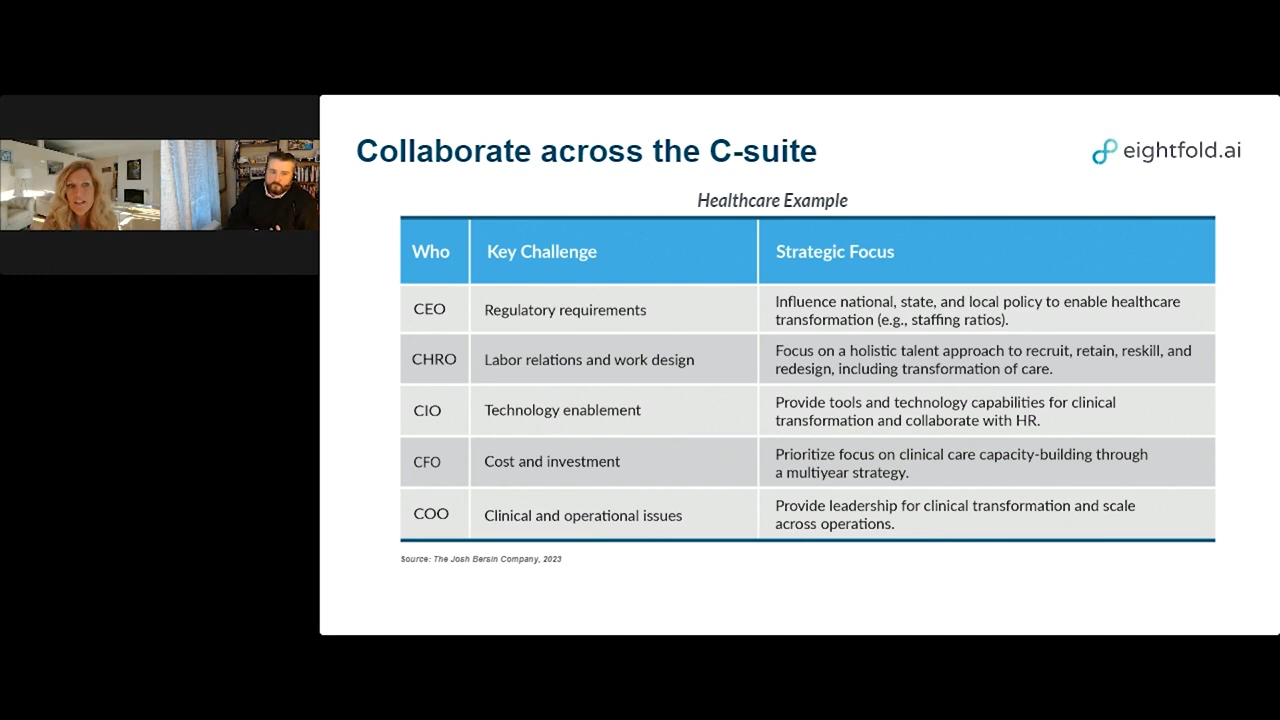 Collaborate across the C-suite
eightfold.ai
Healthcare Example
Who Key Challenge Strategic Focus
CEO Regulatory requirements Influence national, state, and local policy to enable healthcare
transformation (e.g., staffing ratios).
CHRO Labor relations and work design Focus on a holistic talent approach to recruit, retain, reskill, and
redesign, including transformation of care.
CIO Technology enablement Provide tools and technology capabilities for clinical
transformation and collaborate with HR.
CFO Cost and investment Prioritize focus on clinical care capacity-building through
a multiyear strategy.
COO Clinical and operational issues Provide leadership for clinical transformation and scale
across operations.
Source: The Josh Bersin Company, 2023